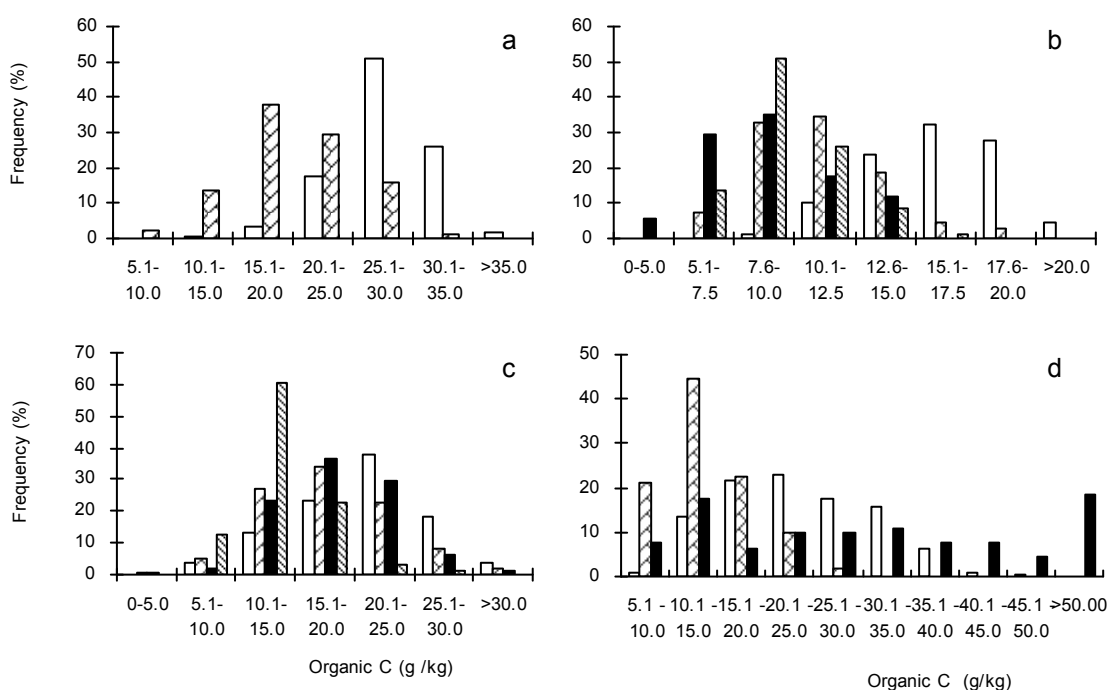 a
Frequency (%)
60
50
40
30
20
10
0
5.1- 10.1- 15.1- 20.1- 25.1- 30.1- >35.0
10.0 15.0 20.0 25.0 30.0 35.0
b
60
50
40
30
20
10
0
0-5.0 5.1- 7.6- 10.1- 12.6- 15.1- 17.6- >20.0
7.5 10.0 12.5 15.0 17.5 20.0
c
Frequency (%)
70
60
50
40
30
20
10
0
0-5.0 5.1- 10.1- 15.1- 20.1- 25.1- >30.0
10.0 15.0 20.0 25.0 30.0
Organic C (g /kg)
d
50
40
30
20
10
0
5.1 - 10.1 -15.1 -20.1 -25.1 -30.1 -35.1 -40.1 -45.1 >50.00
10.0 15.0 20.0 25.0 30.0 35.0 40.0 45.0 50.0
Organic C (g/kg)